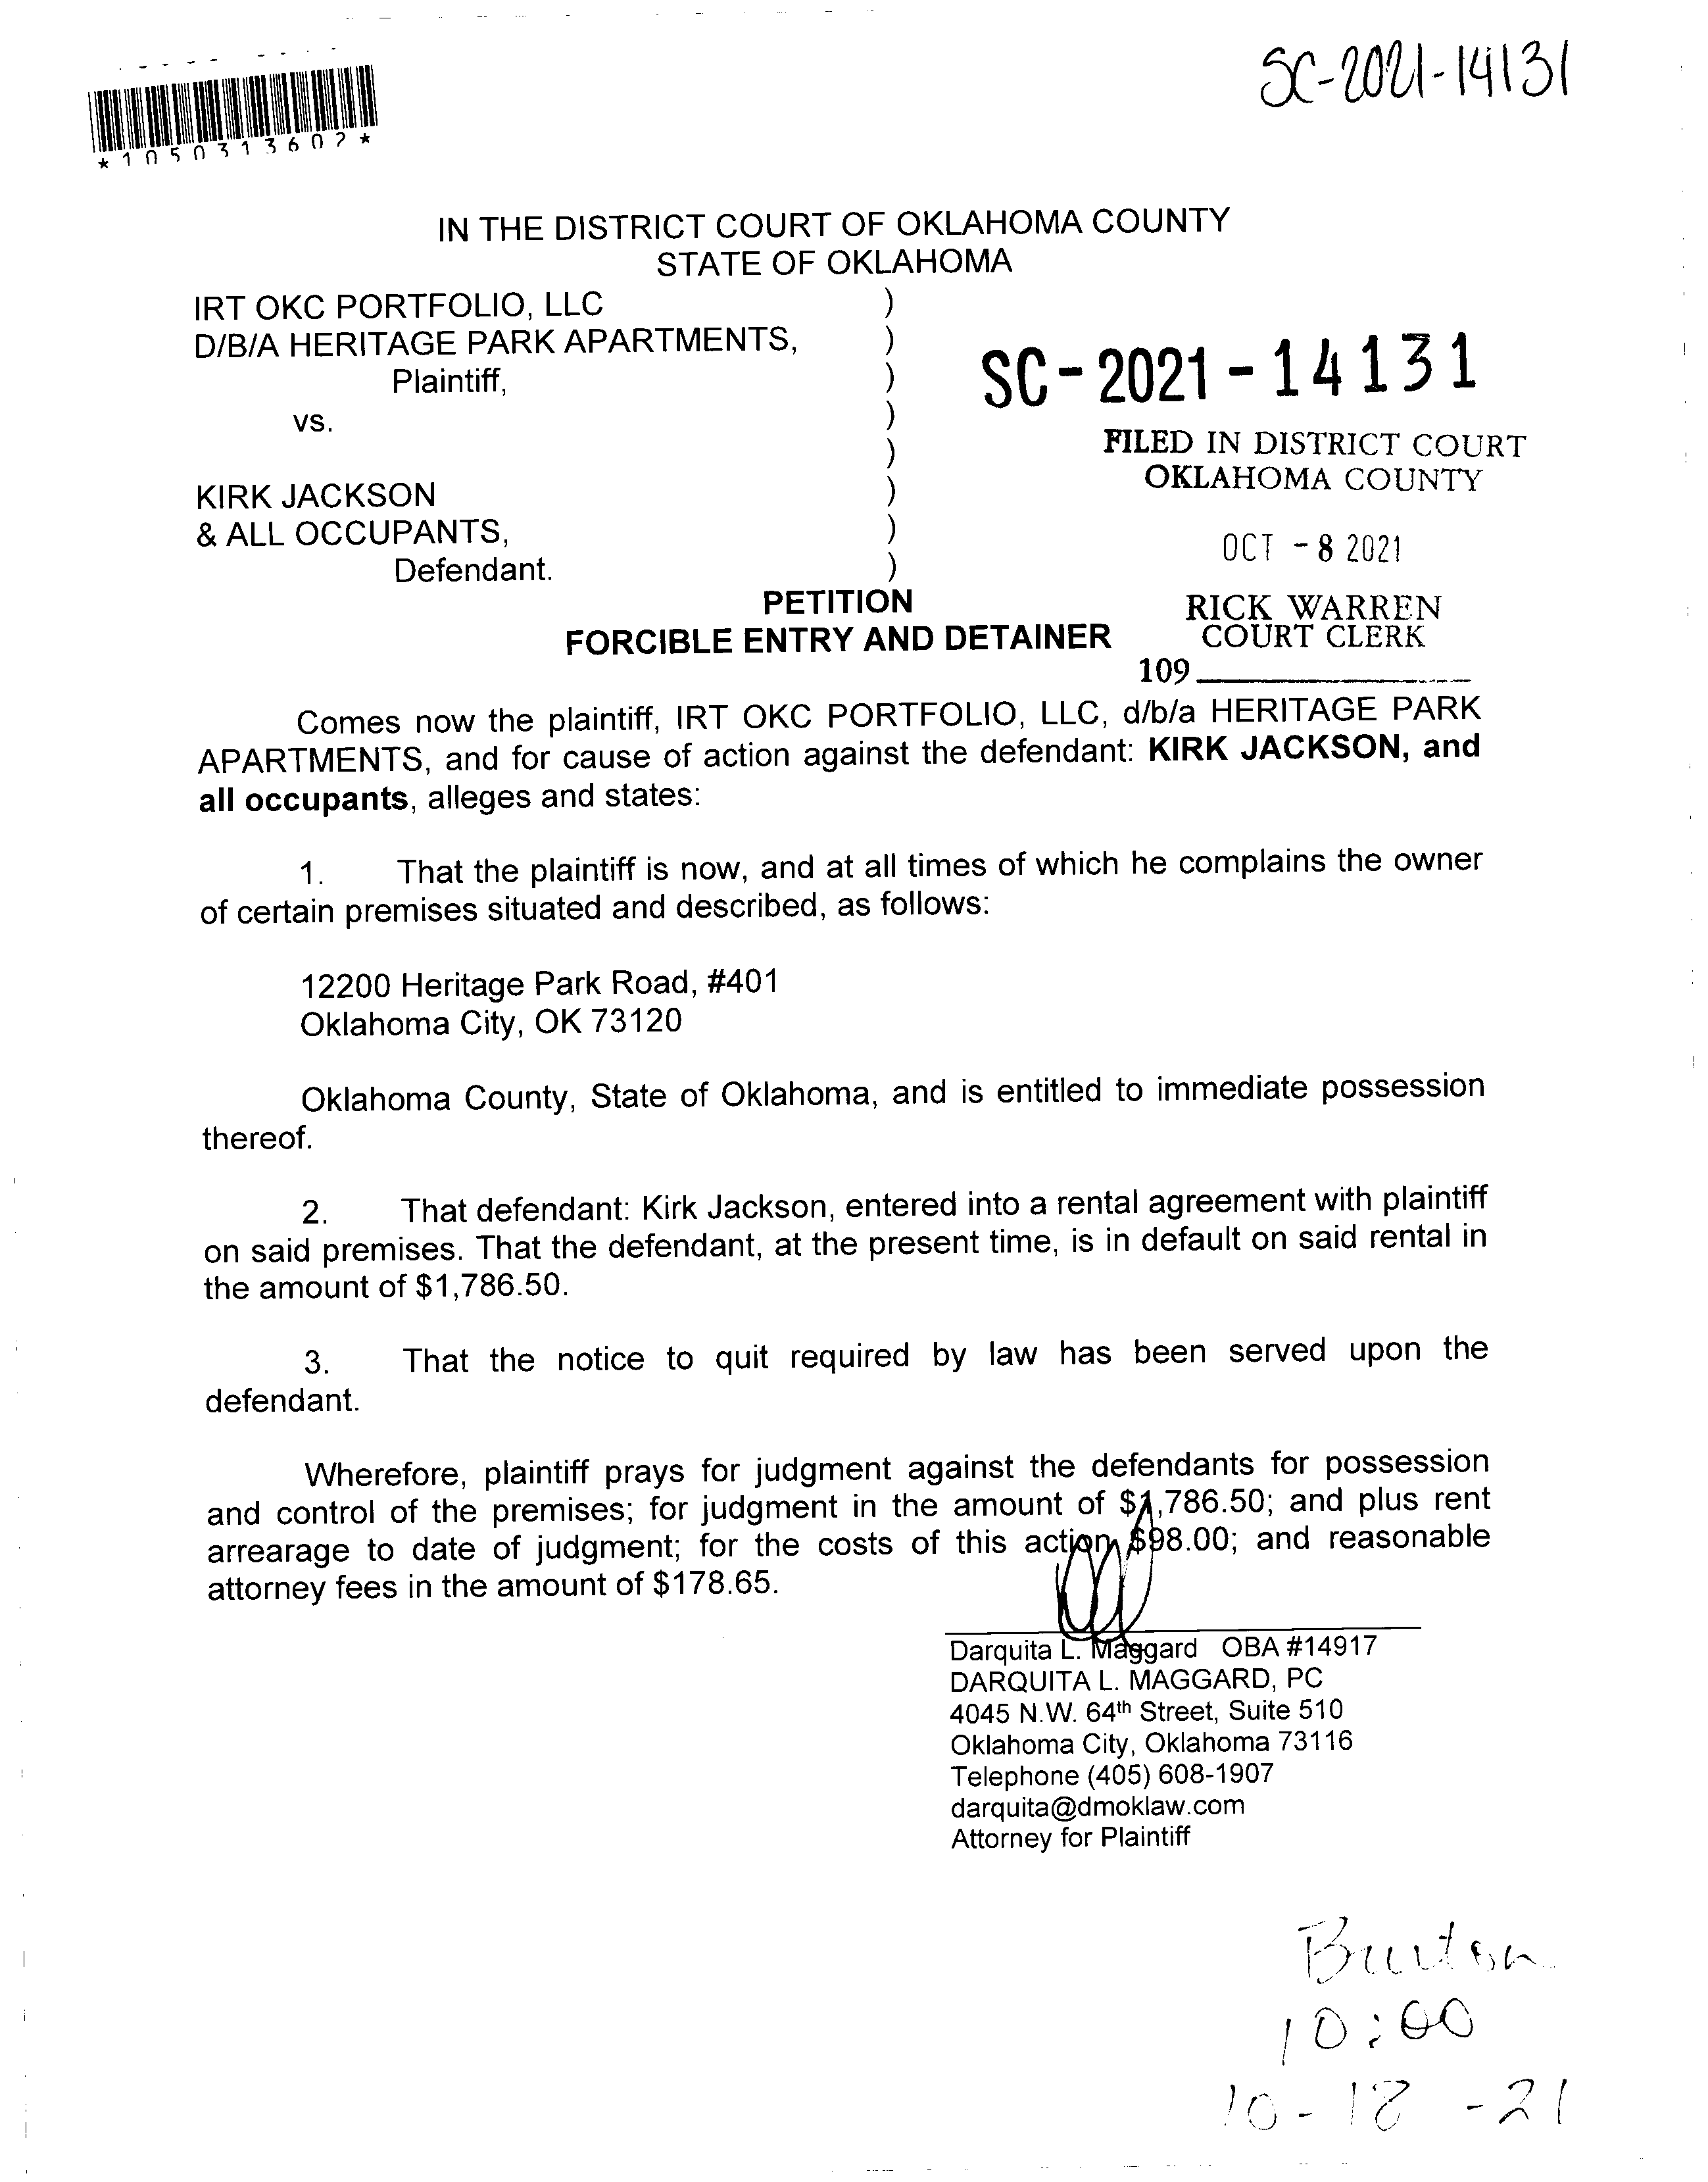 SC-2021-14131
*1050313602*
IN THE DISTRICT COURT OF OKLAHOMA COUNTY
STATE OF OKLAHOMA
IRT OKC PORTFOLIO, LLC )
D/B/A HERITAGE PARK APARTMENTS, )
Plaintiff, )
vs. )
)
KIRK JACKSON )
& ALL OCCUPANTS, )
Defendant. )
SC-2021-14131
FILED IN DISTRICT COURT
OKLAHOMA COUNTY
OCT -8 2021
RICK WARREN
COURT CLERK
109
PETITION
FORCIBLE ENTRY AND DETAINER
Comes now the plaintiff, IRT OKC PORTFOLIO, LLC, d/b/a HERITAGE PARK
APARTMENTS, and for cause of action against the defendant: KIRK JACKSON, and
all occupants, alleges and states:
1. That the plaintiff is now, and at all times of which he complains the owner
of certain premises situated and described, as follows:
12200 Heritage Park Road, #401
Oklahoma City, OK 73120
Oklahoma County, State of Oklahoma, and is entitled to immediate possession
thereof.
2. That defendant: Kirk Jackson, entered into a rental agreement with plaintiff
on said premises. That the defendant, at the present time, is in default on said rental in
the amount of $1,786.50.
3. That the notice to quit required by law has been served upon the
defendant.
Wherefore, plaintiff prays for judgment against the defendants for possession
and control of the premises; for judgment in the amount of $1,786.50; and plus rent
arrearage to date of judgment; for the costs of this action, $98.00; and reasonable
attorney fees in the amount of $178.65.
Darquita L. Maggard OBA #14917
DARQUITA L. MAGGARD, PC
4045 N.W. 64th Street, Suite 510
Oklahoma City, Oklahoma 73116
Telephone (405) 608-1907
darquita@dmoklaw.com
Attorney for Plaintiff
10:00